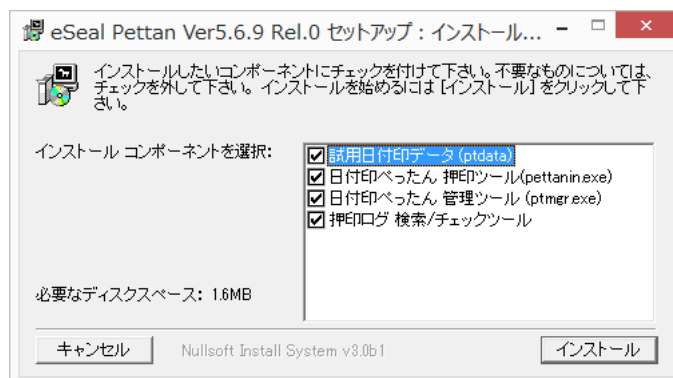 eSeal Pettan Ver5.6.9 Rel.0 セットアップ : インストール...
インストールしたいコンポーネントにチェックを付けて下さい。不要なものについては、
チェックを外して下さい。 インストールを始めるには [インストール] をクリックして下
さい。
インストール コンポーネントを選択:
試用日付印データ (ptdata)
日付印ぺったん 押印ツール(pettanin.exe)
日付印ぺったん 管理ツール (ptmgr.exe)
押印ログ 検索/チェックツール
必要なディスクスペース: 1.6MB
キャンセル
Nullsoft Install System v3.0b1
インストール